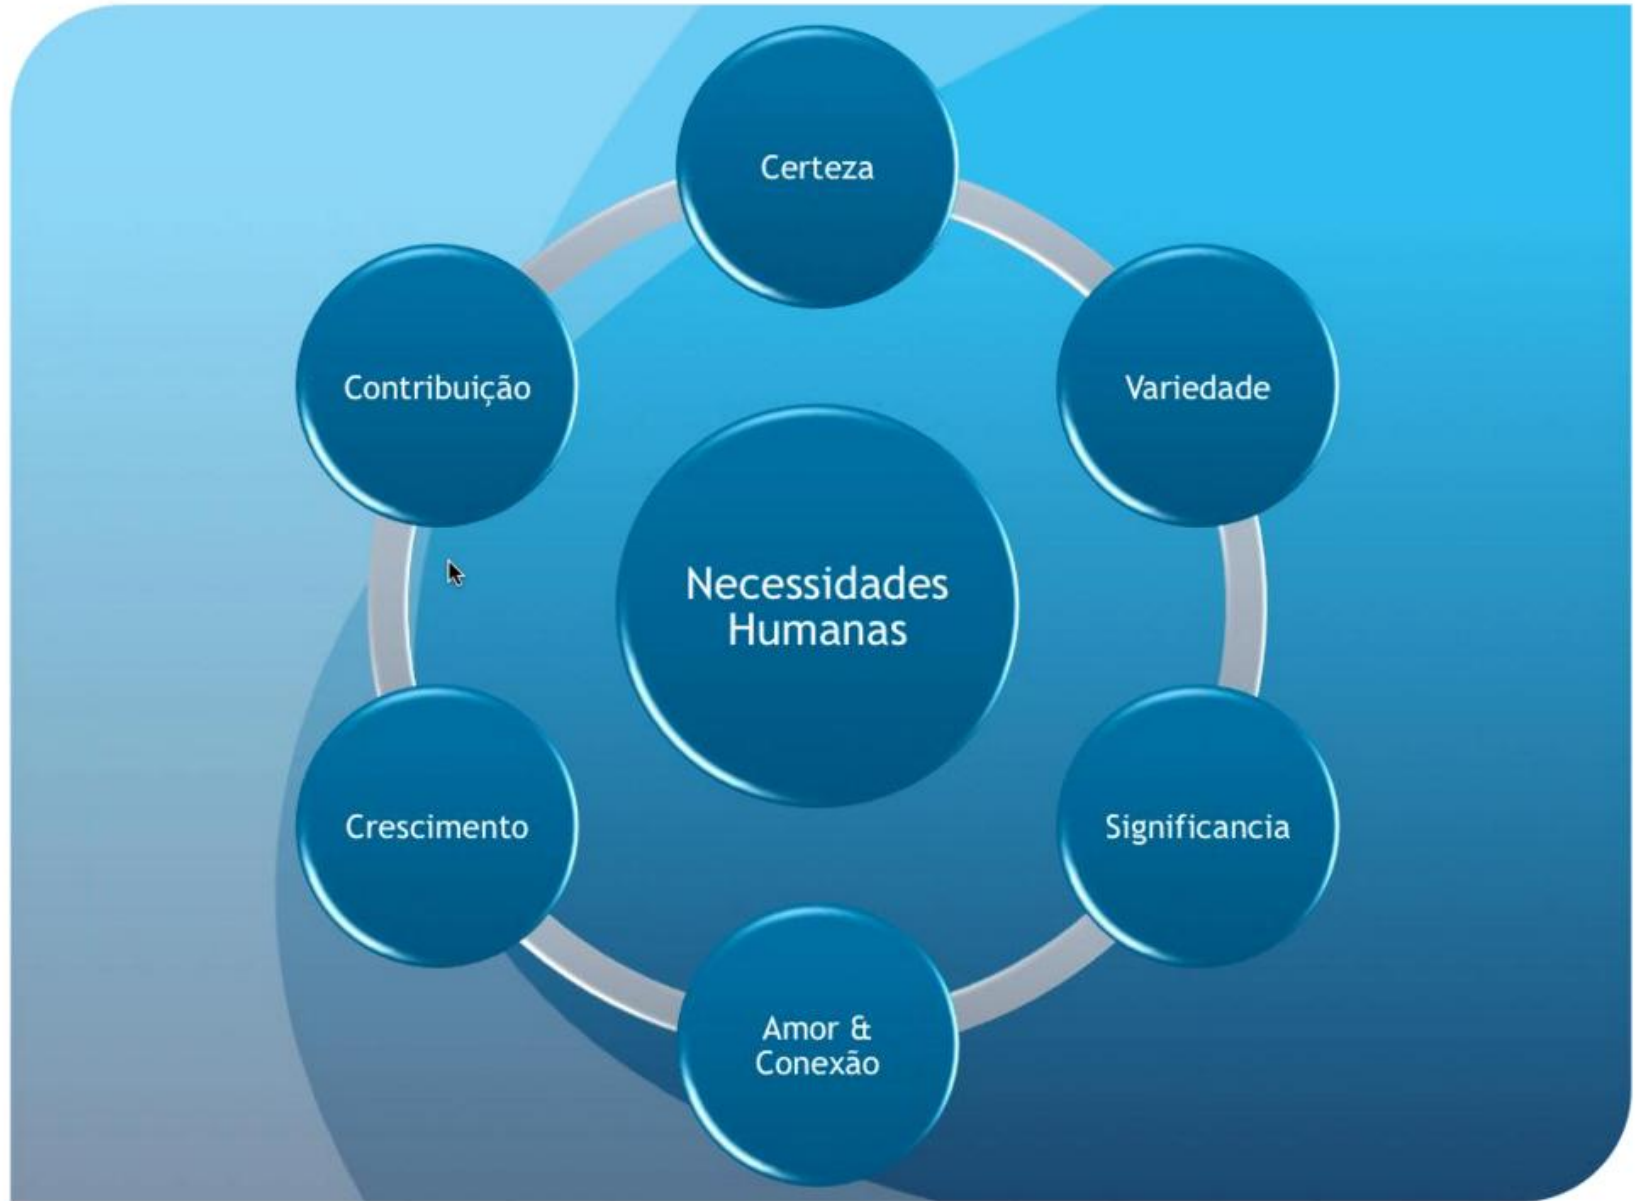 Certeza
Variedade
Significancia
Amor &
Conexão
Crescimento
Contribuição
Necessidades
Humanas